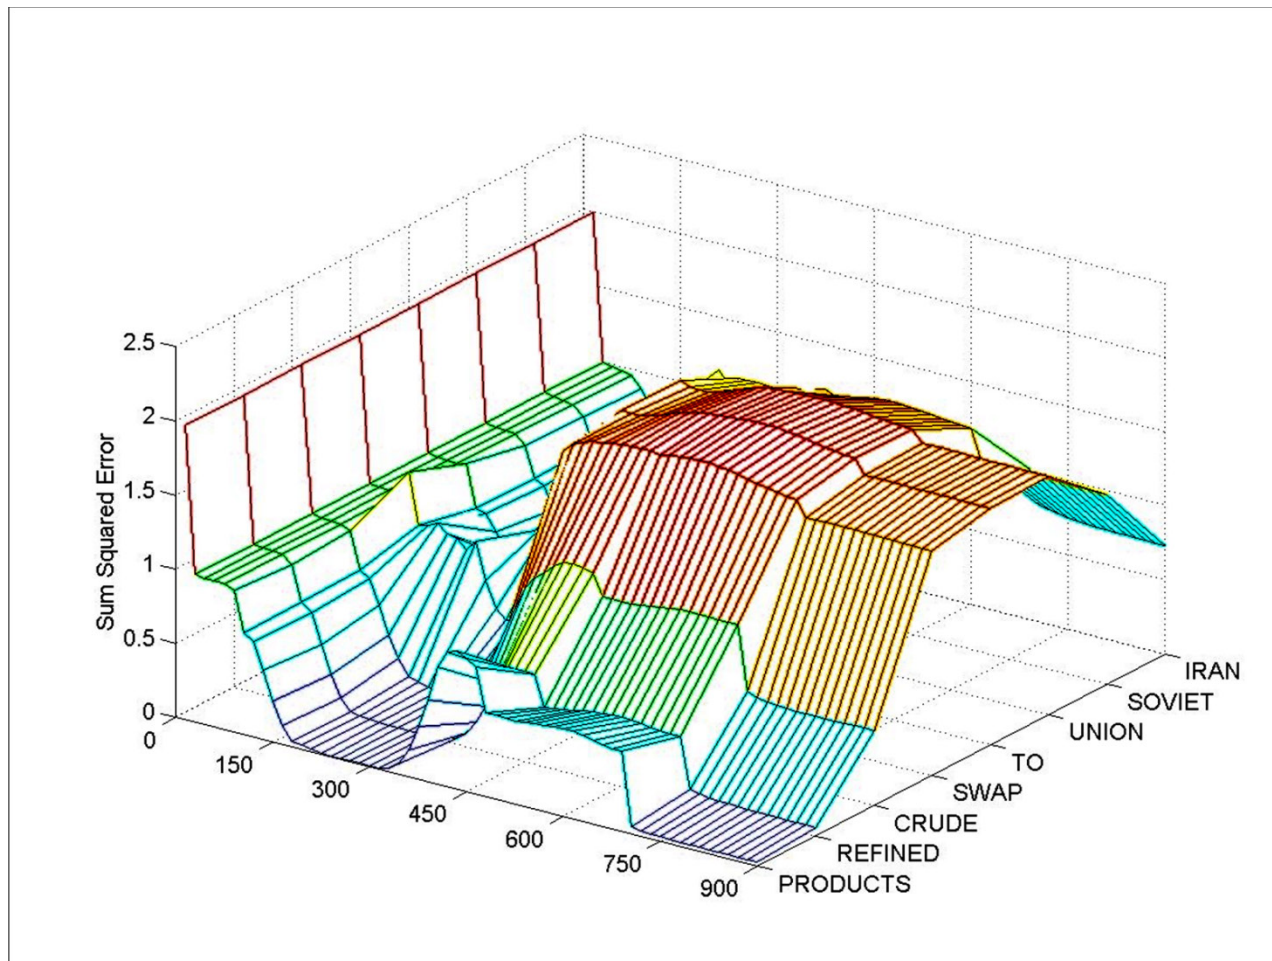 2.5
2
1.5
1
0.5
0
Sum Squared Error
0
150
300
450
600
750
900
IRAN
SOVIET
UNION
TO
SWAP
CRUDE
REFINED
PRODUCTS